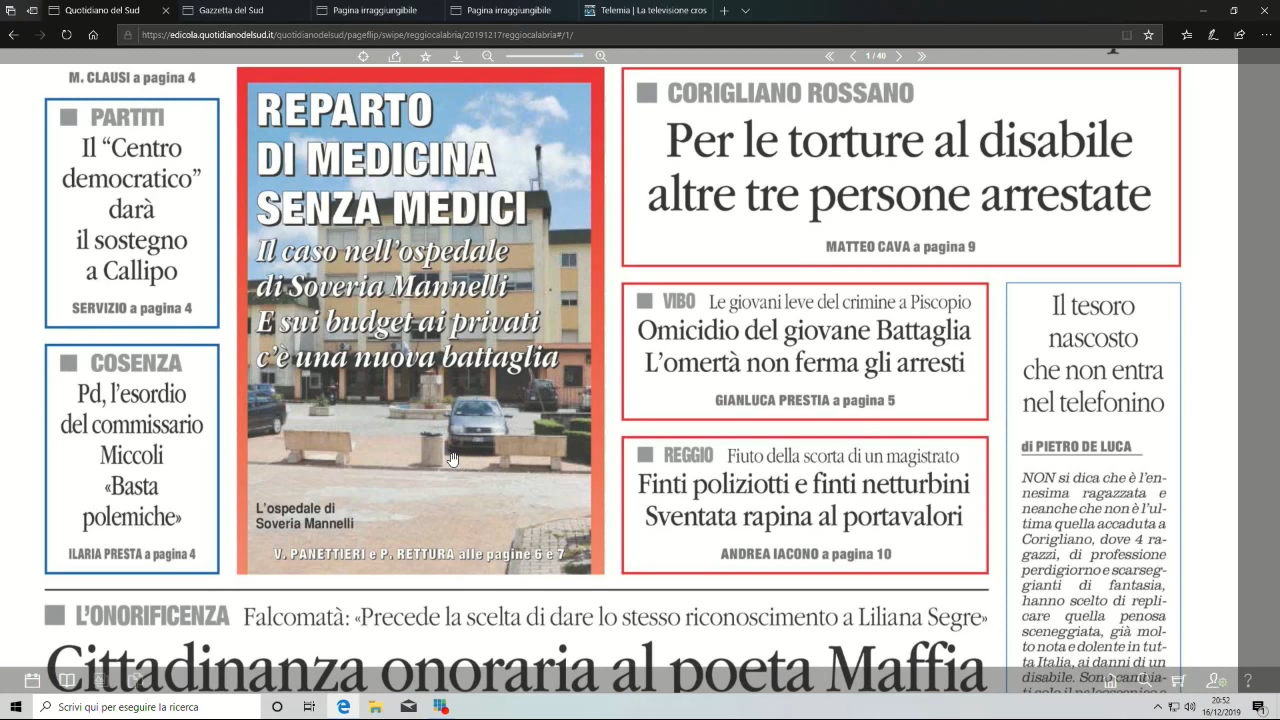 Quotidiano del Sud
Gazzetta del Sud
Pagina irraggiungibile
Pagina irraggiungibile
Telemia | La televisione cros
https://edicola.quotidianodelsud.it/quotidianodelsud/pageflip/swipe/reggiocalabria/20191217reggiocalabria#/1/
1 / 40
M. CLAUSI a pagina 4
PARTITI
Il “Centro
democratico”
darà
il sostegno
a Callipo
SERVIZIO a pagina 4
COSENZA
Pd, l’esordio
del commissario
Miccoli
«Basta
polemiche»
ILARIA PRESTA a pagina 4
REPARTO
DI MEDICINA
SENZA MEDICI
Il caso nell’ospedale
di Soveria Mannelli
E sui budget ai privati
c’è una nuova battaglia
L’ospedale di
Soveria Mannelli
V. PANETTIERI e P. RETTURA alle pagine 6 e 7
CORIGLIANO ROSSANO
Per le torture al disabile
altre tre persone arrestate
MATTEO CAVA a pagina 9
VIBO Le giovani leve del crimine a Piscopio
Omicidio del giovane Battaglia
L’omertà non ferma gli arresti
GIANLUCA PRESTIA a pagina 5
REGGIO Fiuto della scorta di un magistrato
Finti poliziotti e finti netturbini
Sventata rapina al portavalori
ANDREA IACONO a pagina 10
Il tesoro
nascosto
che non entra
nel telefonino
di PIETRO DE LUCA
NON si dica che è l’en-
nesima ragazzata e
neanche che non è l’ul-
tima quella accaduta a
Corigliano, dove 4 ra-
gazzi, di professione
perdigiorno e scarseg-
gianti di fantasia,
hanno scelto di repli-
care quella penosa
sceneggiata, già mol-
to nota e dolente in tut-
ta Italia, ai danni di un
disabile. Sono cambia-
L’ONORIFICENZA Falcomatà: «Precede la scelta di dare lo stesso riconoscimento a Liliana Segre»
Cittadinanza onoraria al poeta Maffia
Scrivi qui per eseguire la ricerca
20:52
16/12/2019